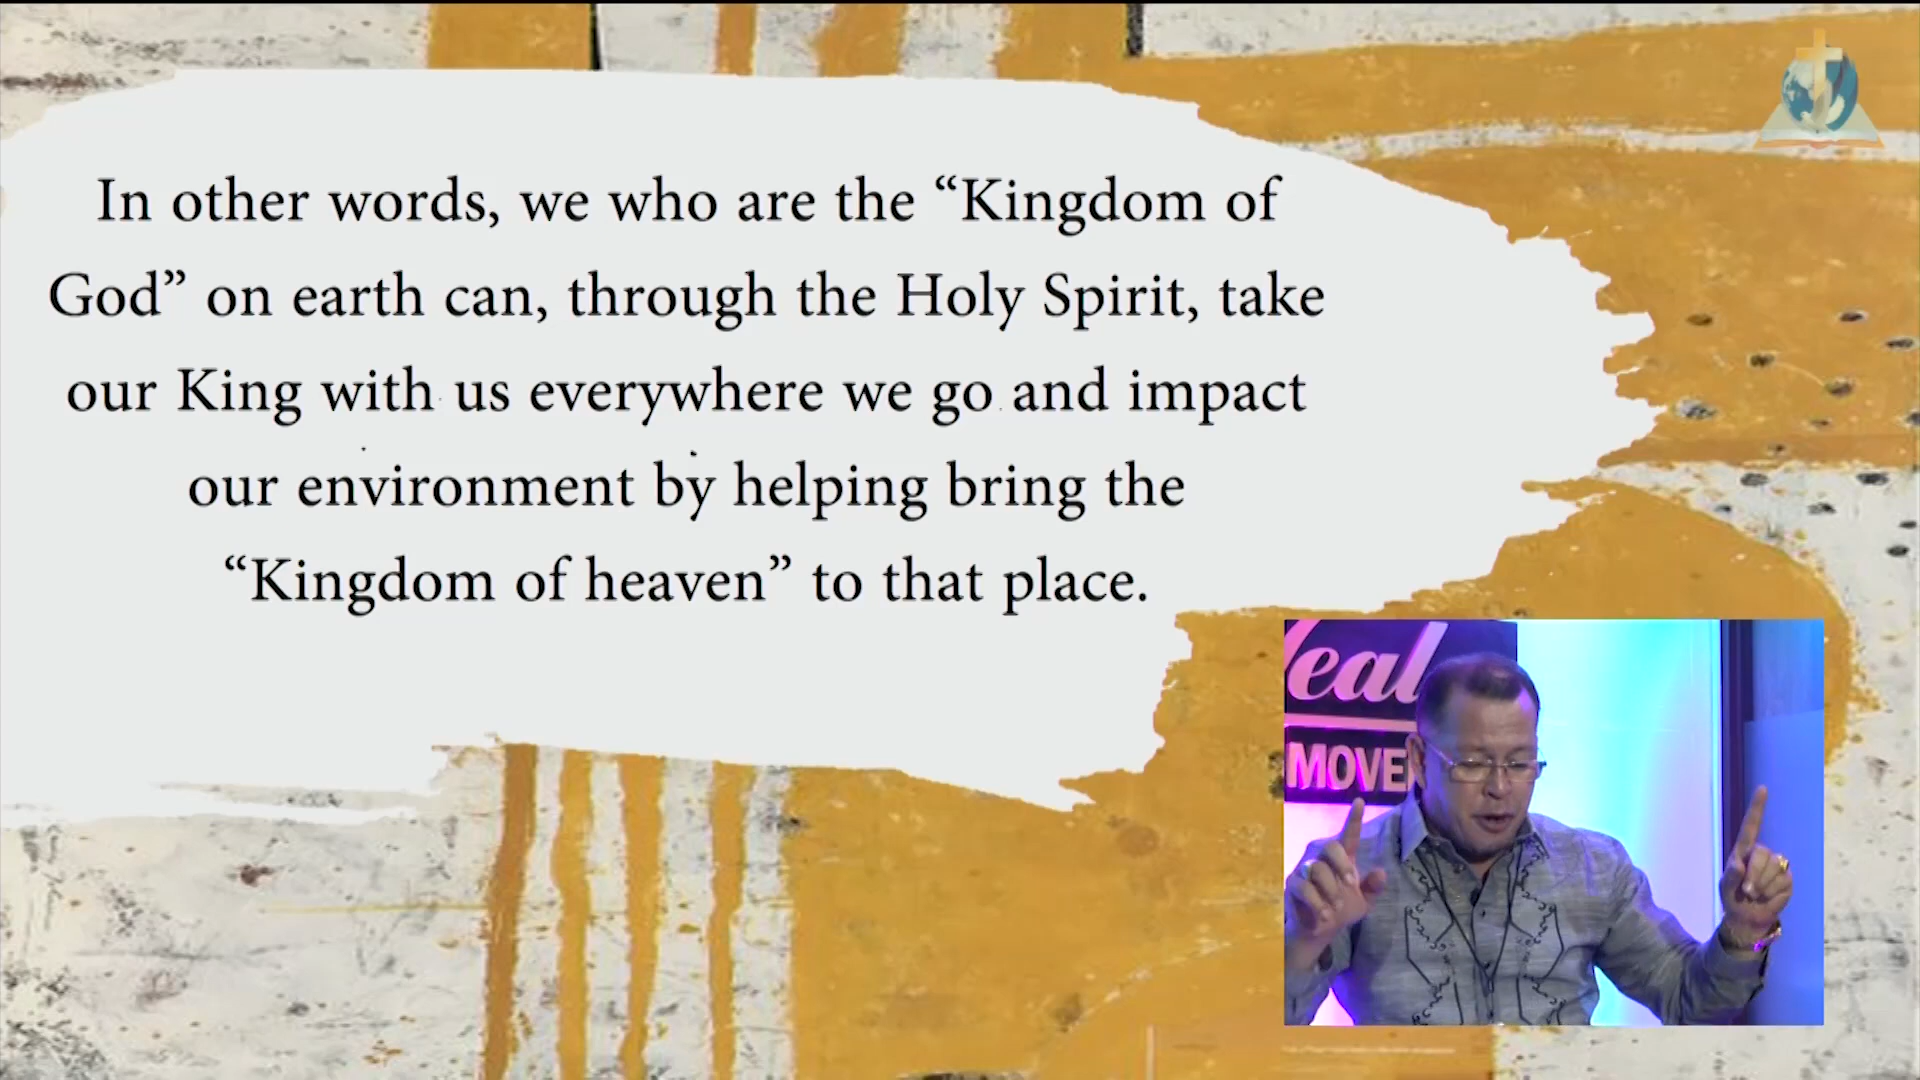 In other words, we who are the “Kingdom of
God” on earth can, through the Holy Spirit, take
our King with us everywhere we go and impact
our environment by helping bring the
“Kingdom of heaven” to that place.
eal
MOVE